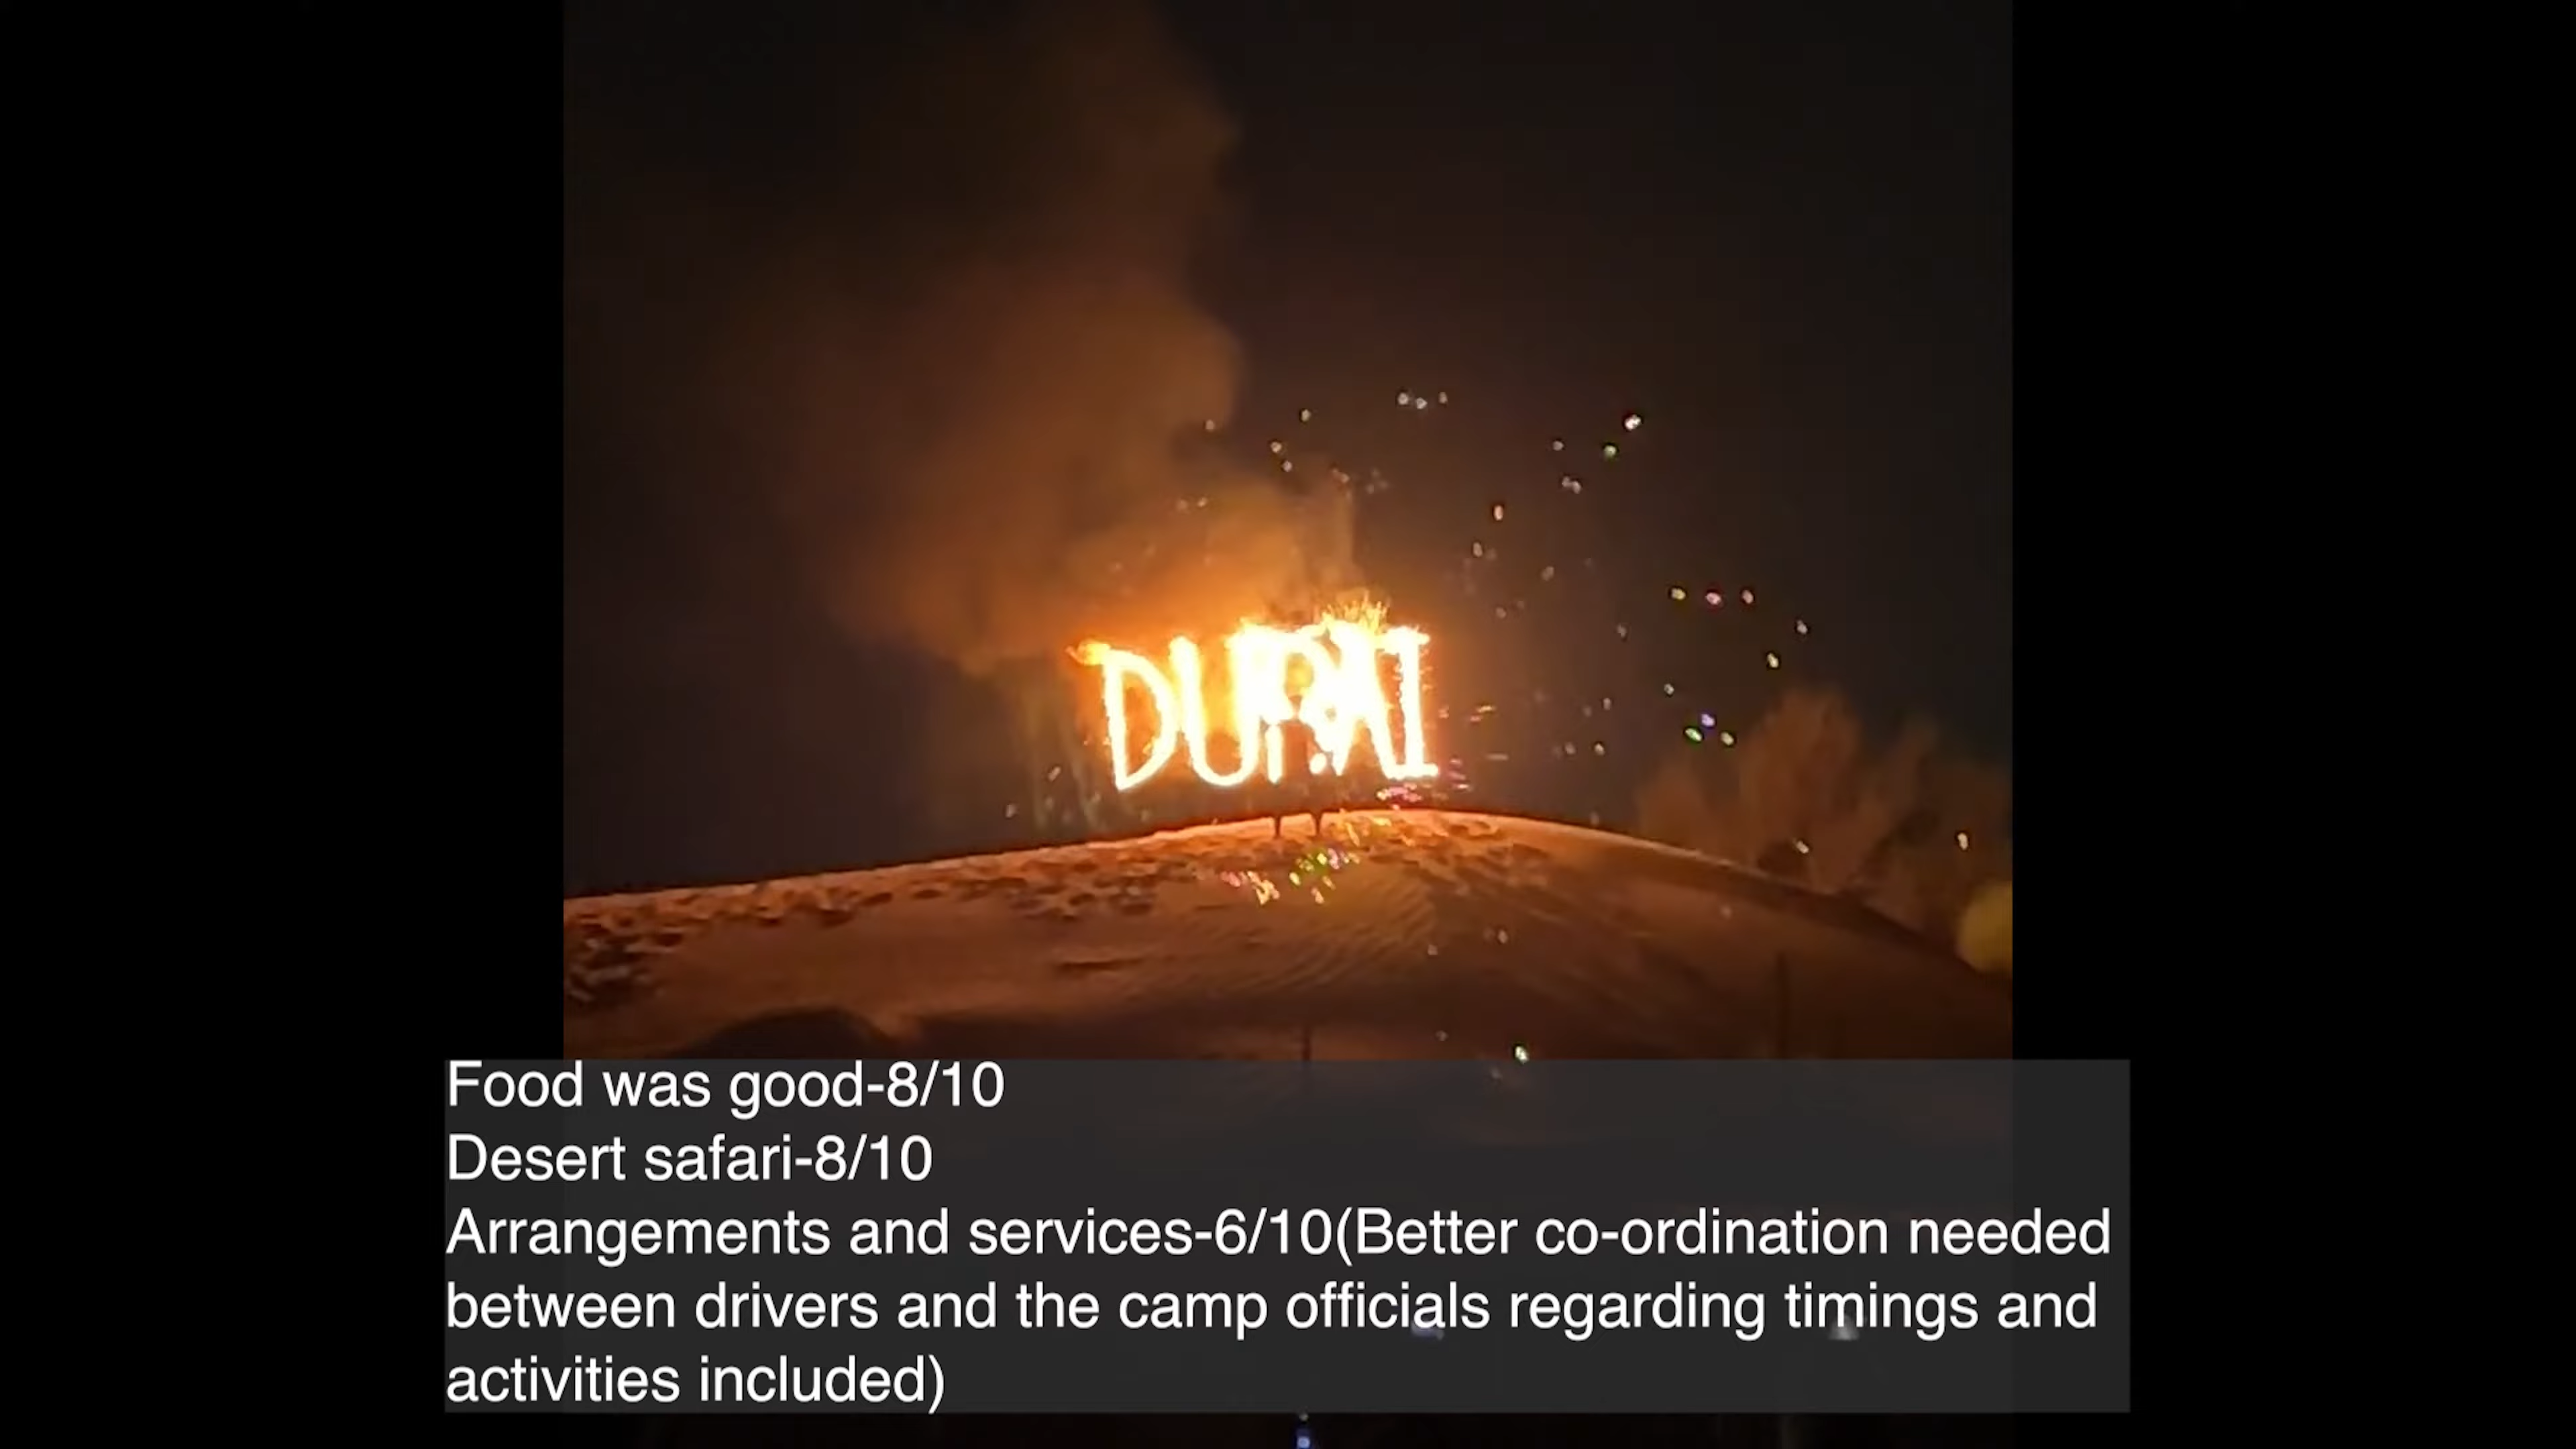 DUBAI
Food was good-8/10
Desert safari-8/10
Arrangements and services-6/10(Better co-ordination needed
between drivers and the camp officials regarding timings and
activities included)